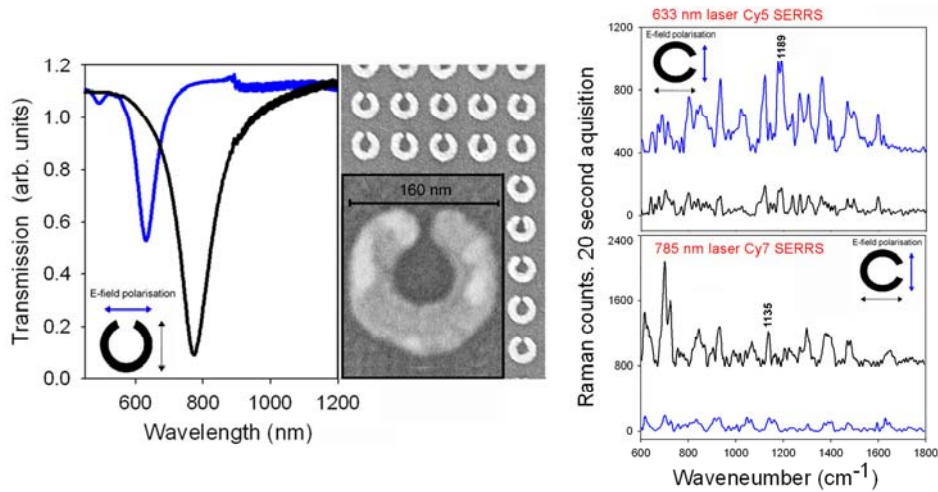 Transmission (arb. units)
1.2
1.0
0.8
0.6
0.4
0.2
0.0
E-field polarisation
600
800
1000
1200
Wavelength (nm)
160 nm
633 nm laser Cy5 SERRS
Raman counts. 20 second aquisition
1200
800
400
0
E-field polarisation
1189
785 nm laser Cy7 SERRS
2400
1600
800
0
1135
E-field polarisation
600
800
1000
1200
1400
1600
1800
Waveneumber (cm⁻¹)